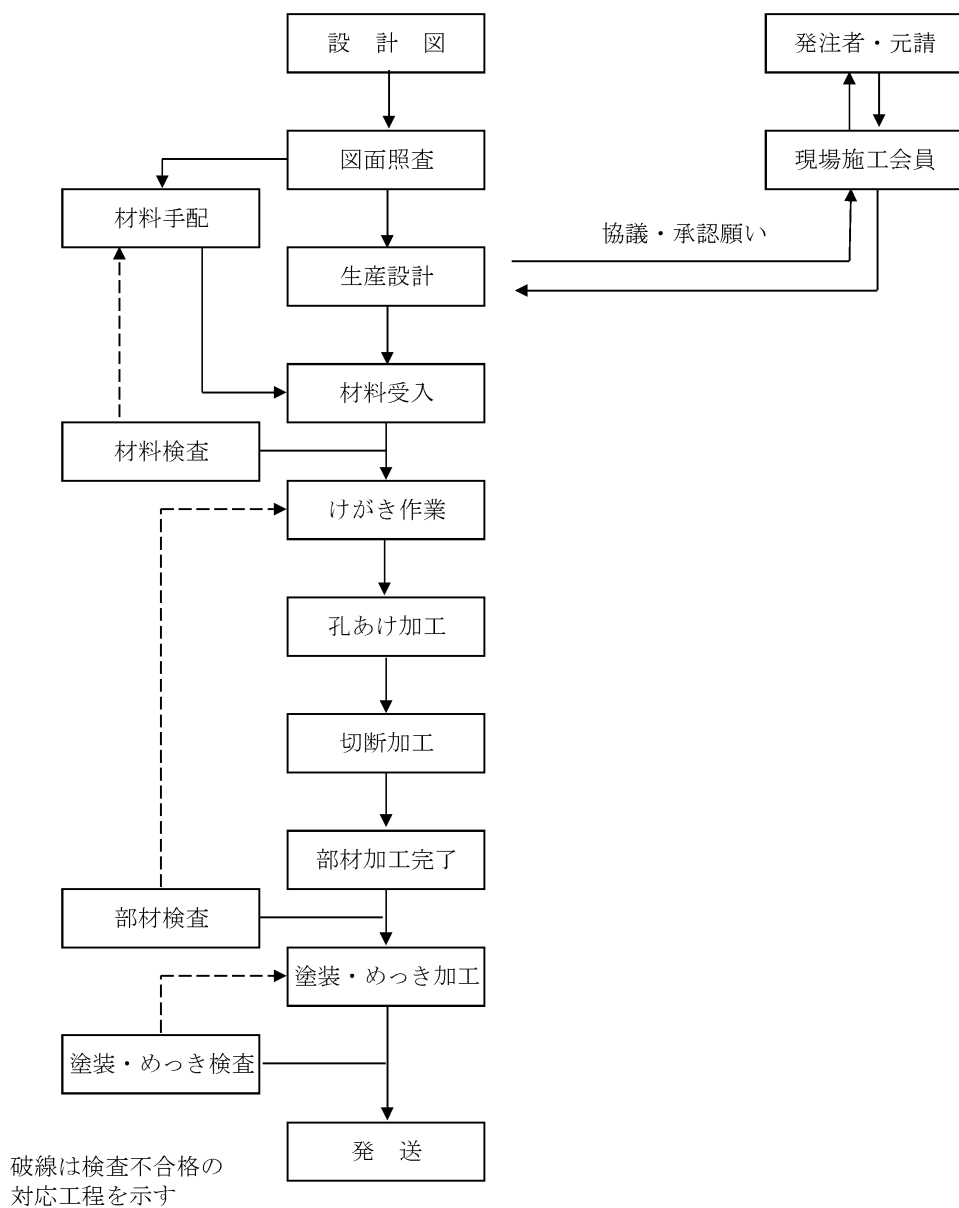 設　計　図
発注者・元請
図面照査
現場施工会員
材料手配
協議・承認願い
生産設計
材料受入
材料検査
けがき作業
孔あけ加工
切断加工
部材加工完了
部材検査
塗装・めっき加工
塗装・めっき検査
発　送
破線は検査不合格の
対応工程を示す